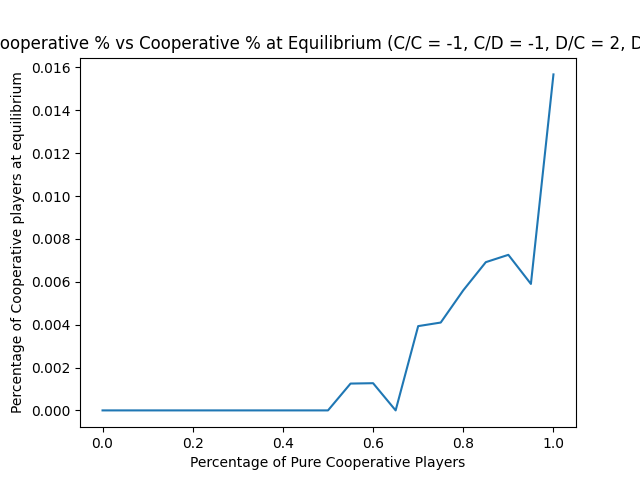 ooperative % vs Cooperative % at Equilibrium (C/C = -1, C/D = -1, D/C = 2, D
0.016
0.014
0.012
0.010
0.008
0.006
0.004
0.002
0.000
Percentage of Cooperative players at equilibrium
0.0 0.2 0.4 0.6 0.8 1.0
Percentage of Pure Cooperative Players